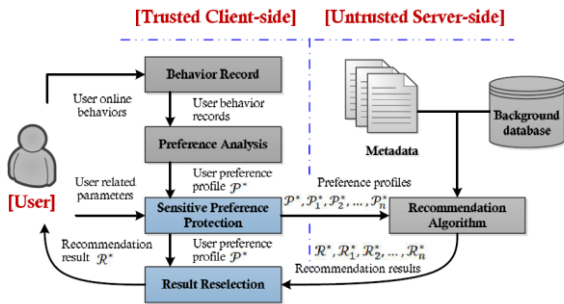 [Trusted Client-side] [Untrusted Server-side]
Behavior Record
User online
behaviors
User behavior
records
Preference Analysis
Metadata
Background
database
[User]
User preference
profile 𝒫*
User related
parameters
Sensitive Preference
Protection
Preference profiles
𝒫*, 𝒫₁*, 𝒫₂*, …, 𝒫ₙ*
Recommendation
Algorithm
Recommendation
result ℛ*
User preference
profile 𝒫*
ℛ*, ℛ₁*, ℛ₂*, …, ℛₙ*
Recommendation results
Result Reselection